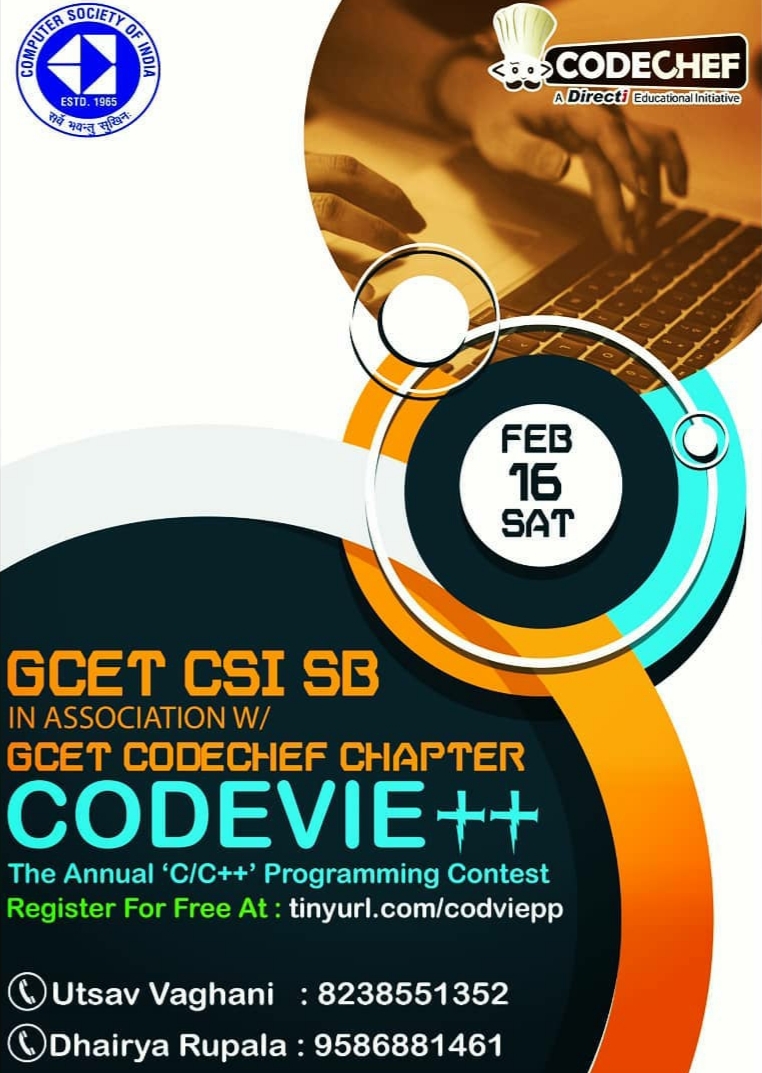 COMPUTER SOCIETY OF INDIA
ESTD. 1965
सर्वे भवन्तु सुखिनः
CODECHEF
A Directi Educational Initiative
FEB
16
SAT
GCET CSI SB
IN ASSOCIATION W/
GCET CODECHEF CHAPTER
CODEVIE++
The Annual ‘C/C++’ Programming Contest
Register For Free At : tinyurl.com/codviepp
Utsav Vaghani : 8238551352
Dhairya Rupala : 9586881461